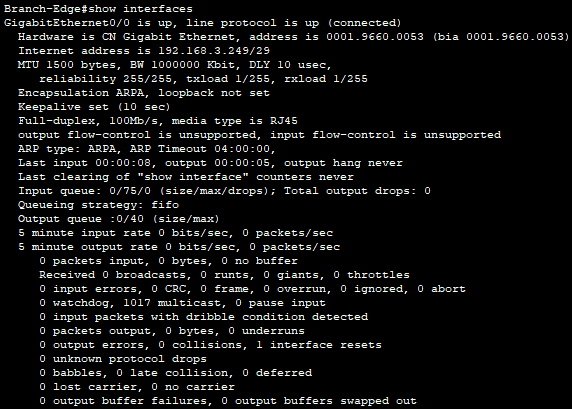 Branch-Edge#show interfaces
GigabitEthernet0/0 is up, line protocol is up (connected)
Hardware is CN Gigabit Ethernet, address is 0001.9660.0053 (bia 0001.9660.0053)
Internet address is 192.168.3.249/29
MTU 1500 bytes, BW 1000000 Kbit, DLY 10 usec,
reliability 255/255, txload 1/255, rxload 1/255
Encapsulation ARPA, loopback not set
Keepalive set (10 sec)
Full-duplex, 100Mb/s, media type is RJ45
output flow-control is unsupported, input flow-control is unsupported
ARP type: ARPA, ARP Timeout 04:00:00,
Last input 00:00:08, output 00:00:05, output hang never
Last clearing of "show interface" counters never
Input queue: 0/75/0 (size/max/drops); Total output drops: 0
Queueing strategy: fifo
Output queue :0/40 (size/max)
5 minute input rate 0 bits/sec, 0 packets/sec
5 minute output rate 0 bits/sec, 0 packets/sec
0 packets input, 0 bytes, 0 no buffer
Received 0 broadcasts, 0 runts, 0 giants, 0 throttles
0 input errors, 0 CRC, 0 frame, 0 overrun, 0 ignored, 0 abort
0 watchdog, 1017 multicast, 0 pause input
0 input packets with dribble condition detected
0 packets output, 0 bytes, 0 underruns
0 output errors, 0 collisions, 1 interface resets
0 unknown protocol drops
0 babbles, 0 late collision, 0 deferred
0 lost carrier, 0 no carrier
0 output buffer failures, 0 output buffers swapped out